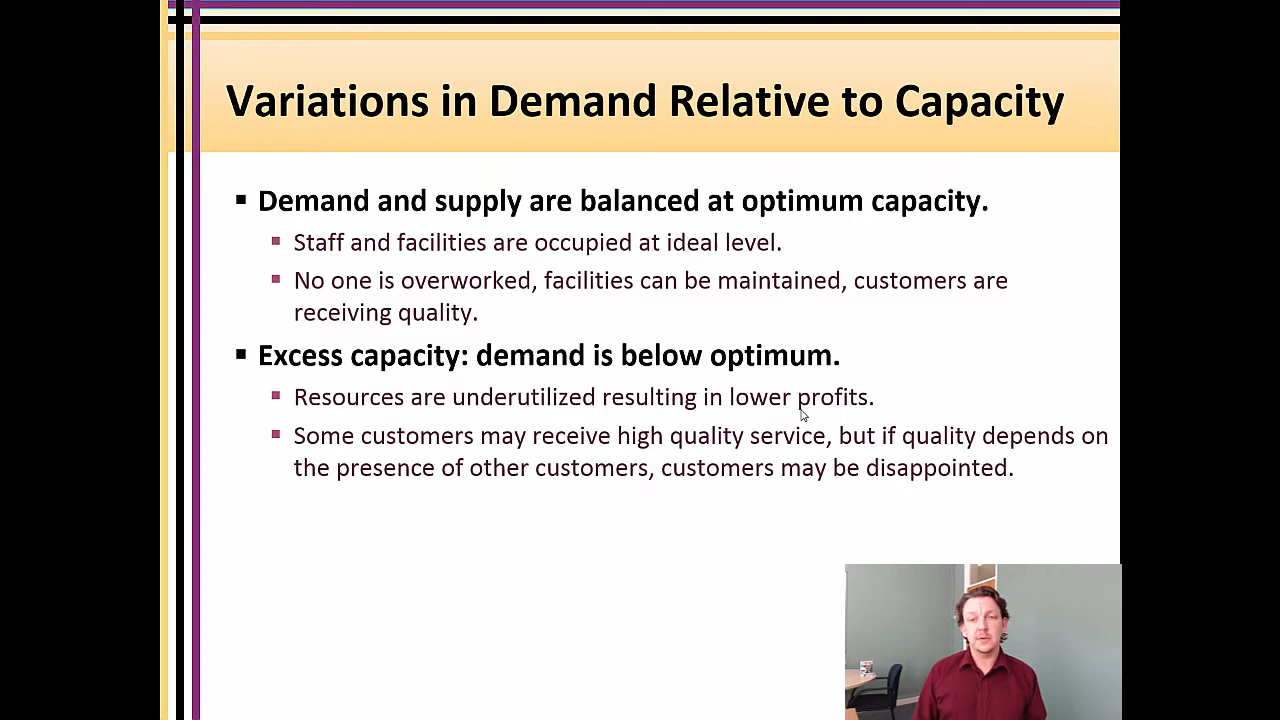 Variations in Demand Relative to Capacity
Demand and supply are balanced at optimum capacity.
Staff and facilities are occupied at ideal level.
No one is overworked, facilities can be maintained, customers are
receiving quality.
Excess capacity: demand is below optimum.
Resources are underutilized resulting in lower profits.
Some customers may receive high quality service, but if quality depends on
the presence of other customers, customers may be disappointed.